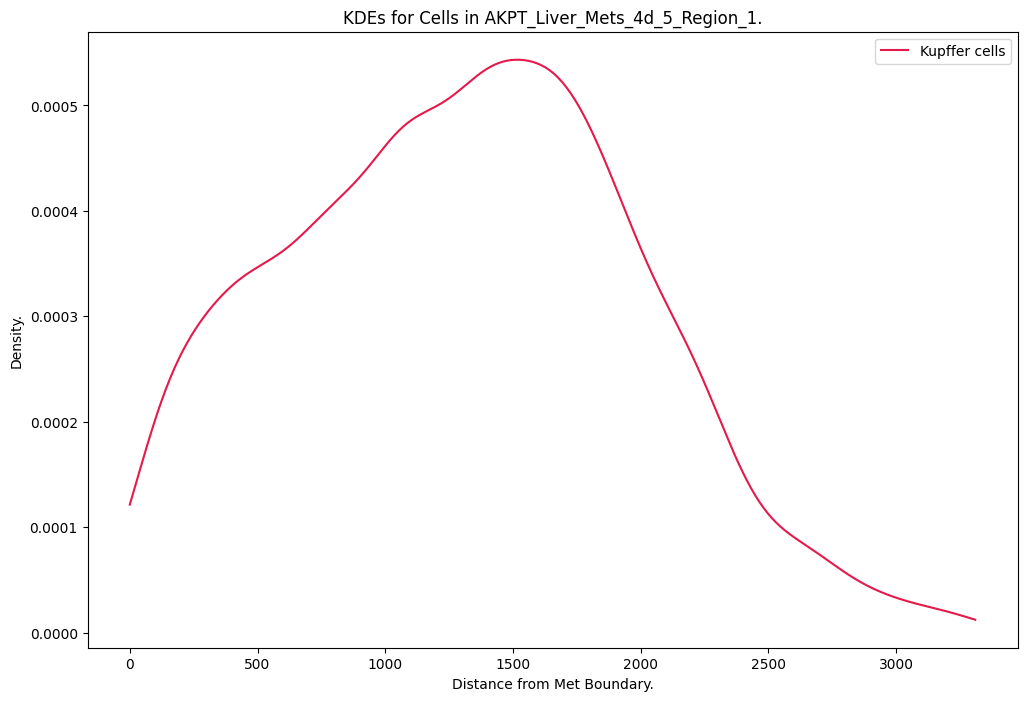 KDEs for Cells in AKPT_Liver_Mets_4d_5_Region_1.
Kupffer cells
0.0005
0.0004
0.0003
0.0002
0.0001
0.0000
Density.
0 500 1000 1500 2000 2500 3000
Distance from Met Boundary.